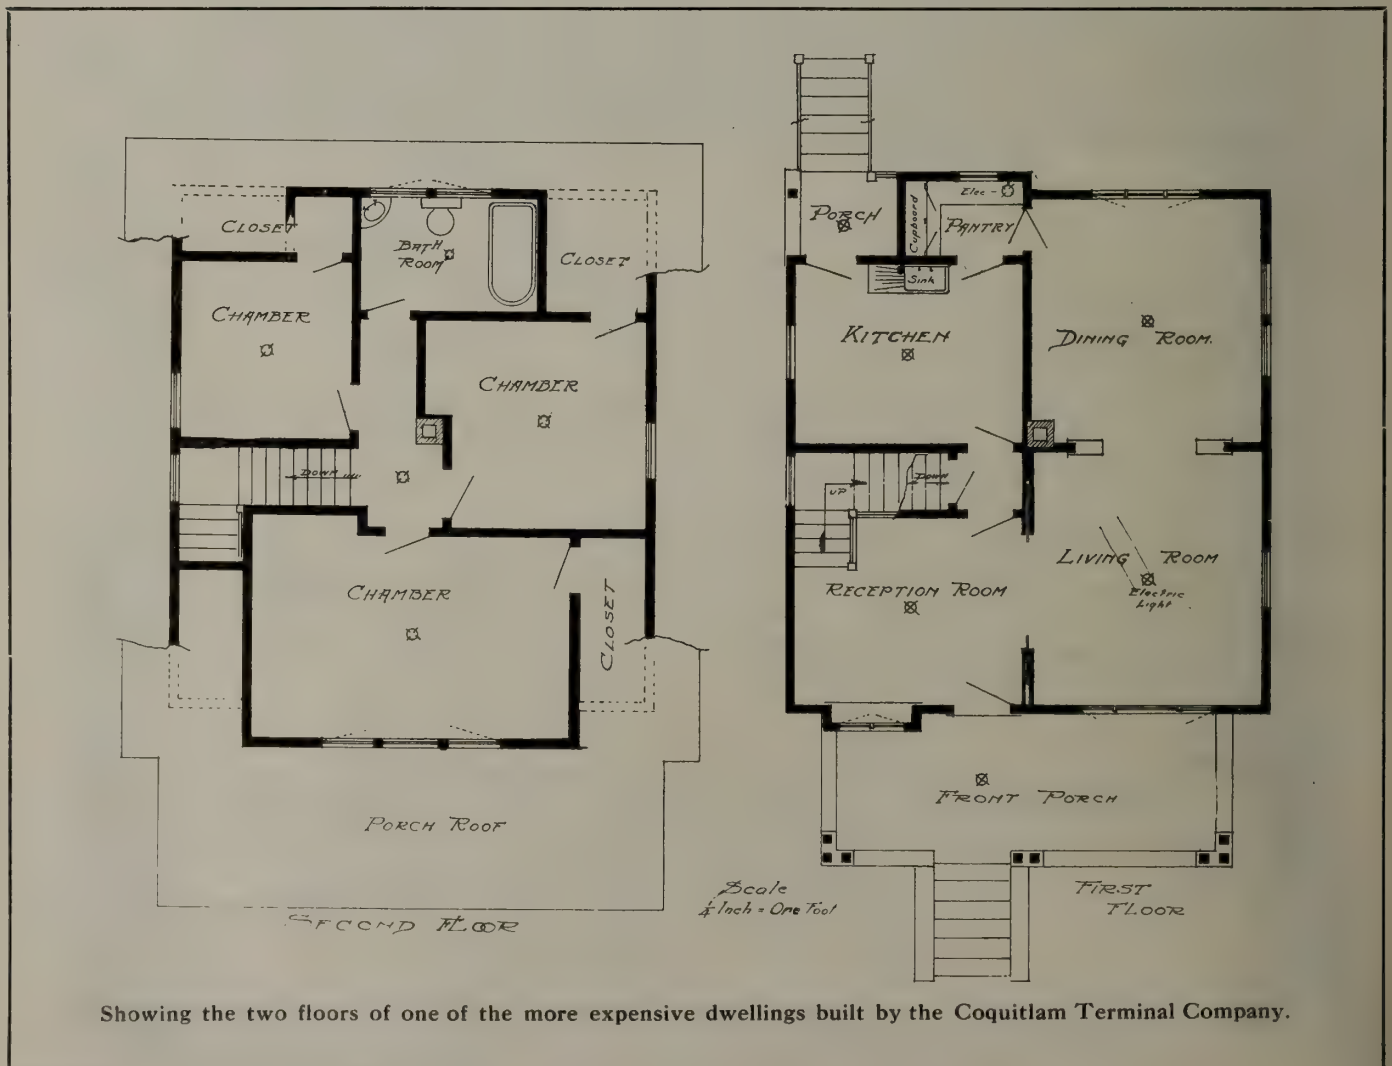 CLOSET
BATH
ROOM
CLOSET
CHAMBER
CHAMBER
DOWN
CHAMBER
CLOSET
PORCH ROOF
SECOND FLOOR
PORCH
Cupboard
Elec
PANTRY
Sink
KITCHEN
DINING ROOM.
UP
DOWN
RECEPTION ROOM
LIVING ROOM
Electric
Light
FRONT PORCH
Scale
1/4 Inch = One Foot
FIRST
FLOOR
Showing the two floors of one of the more expensive dwellings built by the Coquitlam Terminal Company.